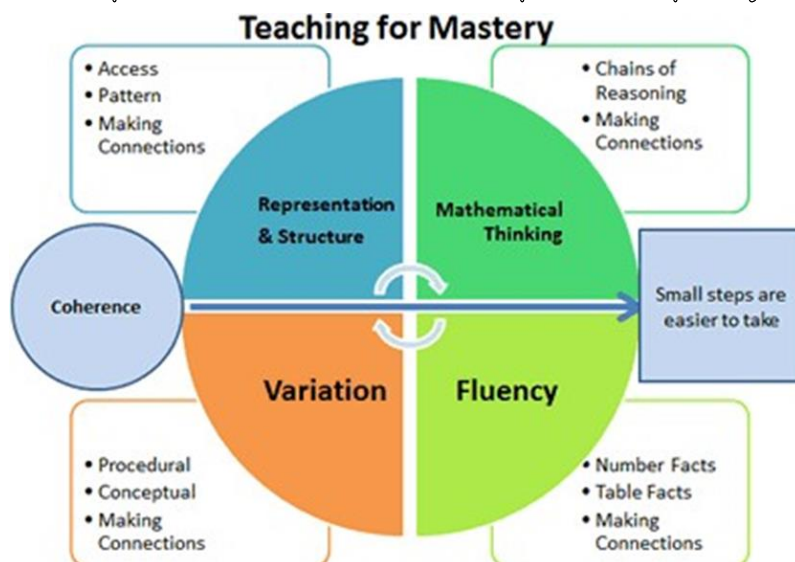 Teaching for Mastery
• Access
• Pattern
• Making
Connections
• Chains of
Reasoning
• Making
Connections
Representation
& Structure
Mathematical
Thinking
Coherence
Small steps are
easier to take
Variation
Fluency
• Procedural
• Conceptual
• Making
Connections
• Number Facts
• Table Facts
• Making
Connections